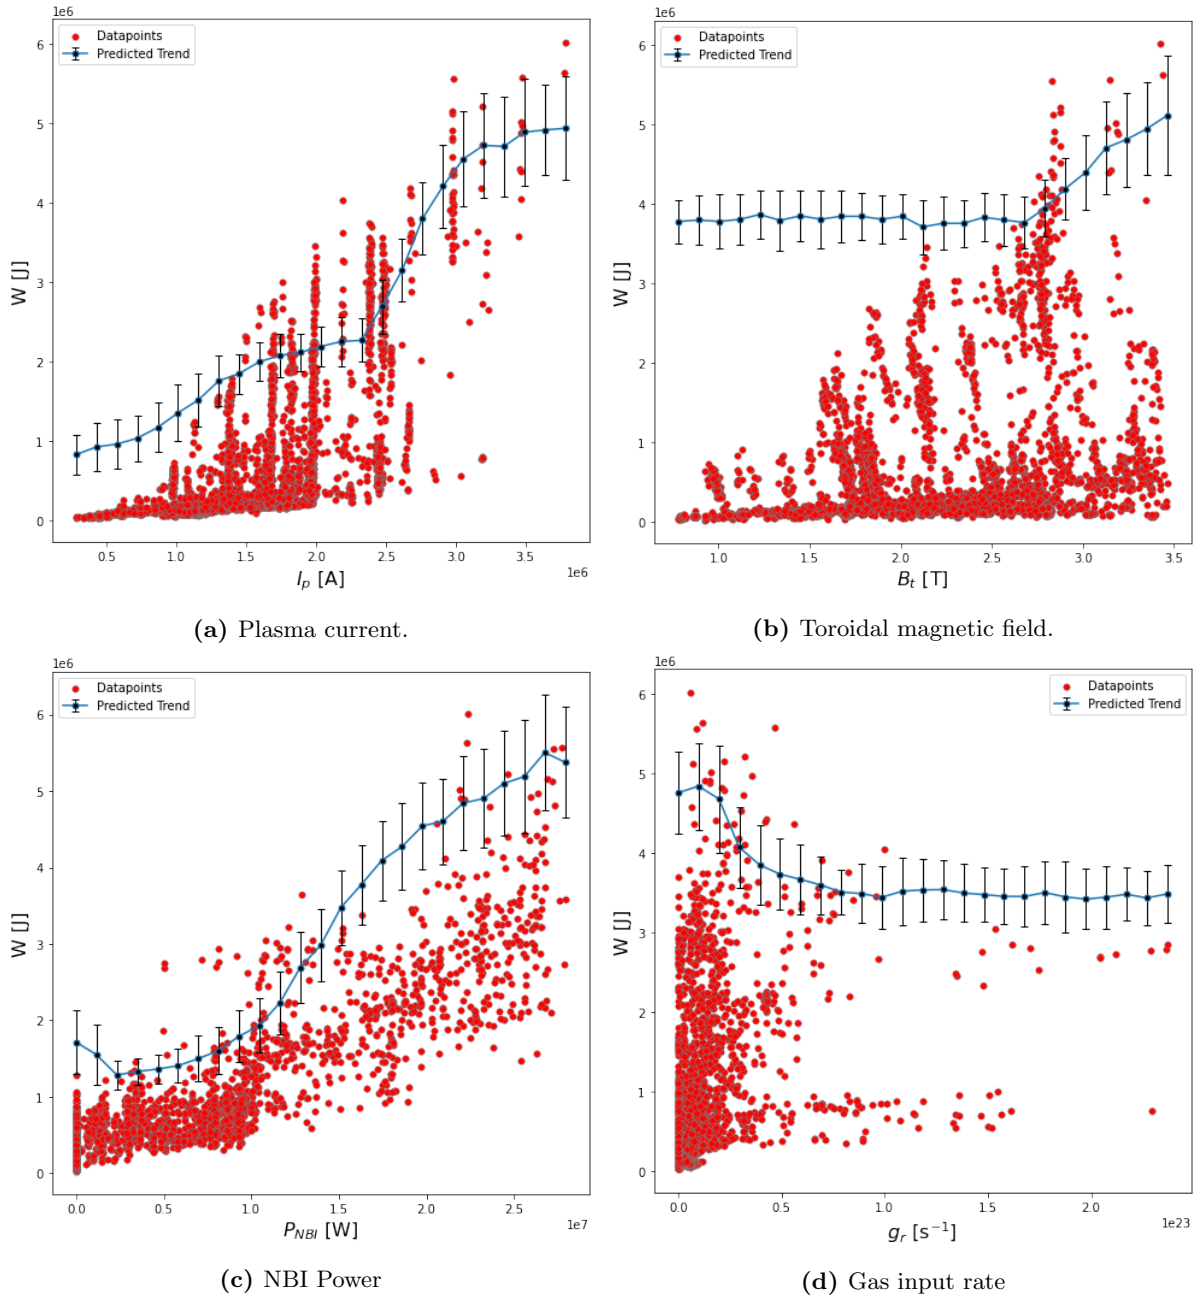 1e6
Datapoints
Predicted Trend
6
5
4
3
2
1
0
W [J]
0.5 1.0 1.5 2.0 2.5 3.0 3.5
1e6
I_p [A]
(a) Plasma current.
1e6
Datapoints
Predicted Trend
6
5
4
3
2
1
0
W [J]
1.0 1.5 2.0 2.5 3.0 3.5
B_t [T]
(b) Toroidal magnetic field.
1e6
Datapoints
Predicted Trend
6
5
4
3
2
1
0
W [J]
0.0 0.5 1.0 1.5 2.0 2.5
1e7
P_NBI [W]
(c) NBI Power
1e6
Datapoints
Predicted Trend
6
5
4
3
2
1
0
W [J]
0.0 0.5 1.0 1.5 2.0
1e23
g_r [s⁻¹]
(d) Gas input rate